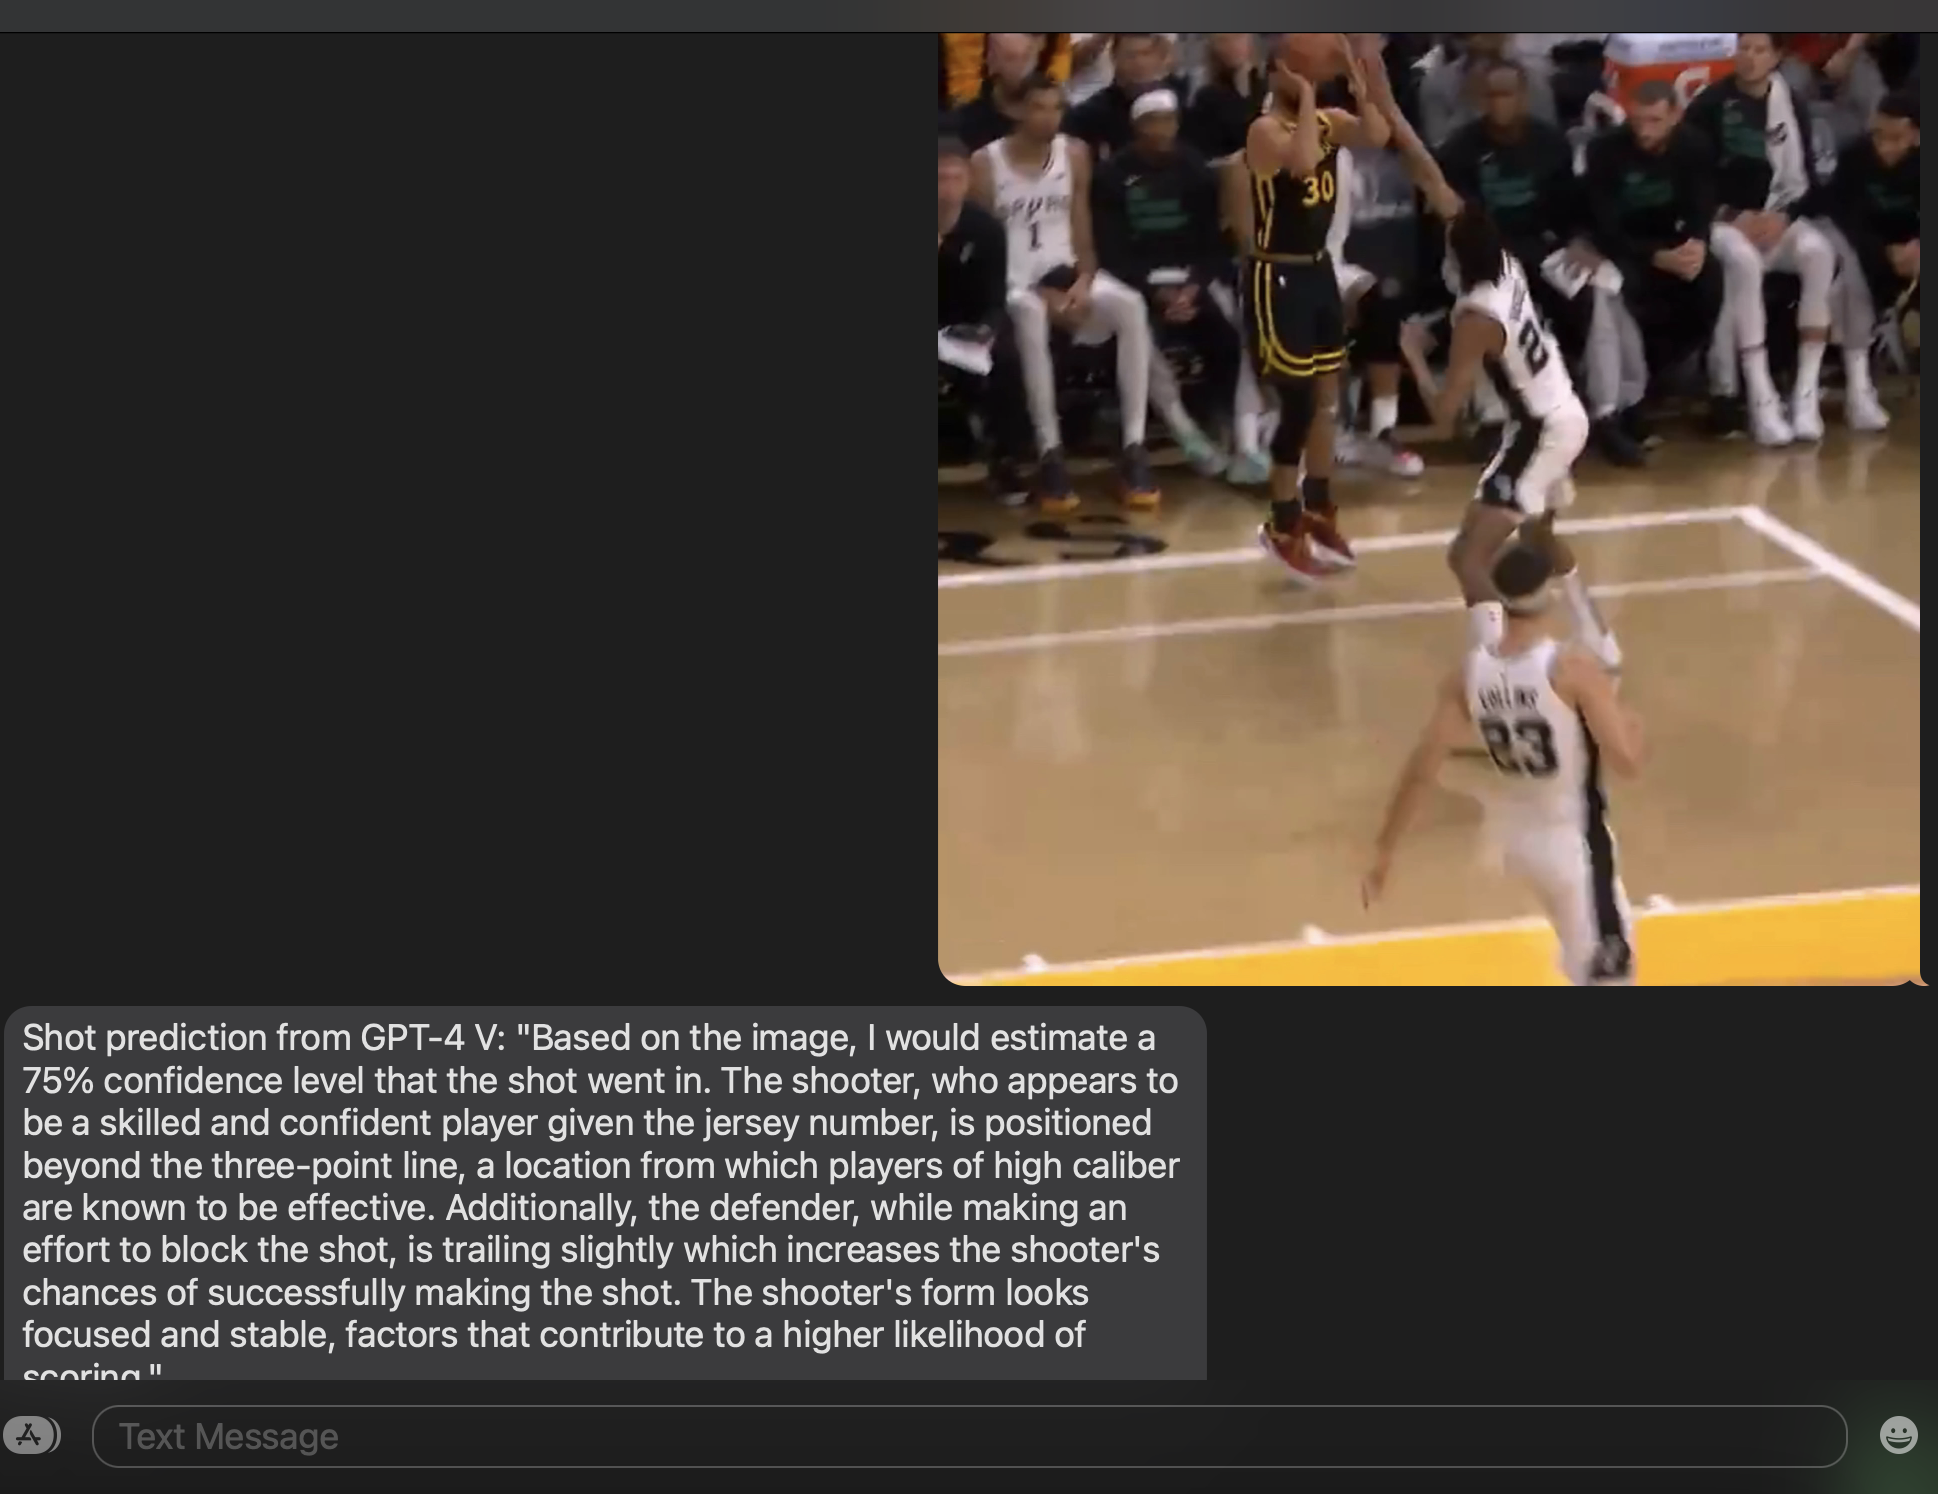 30
1
2
23
Shot prediction from GPT-4 V: "Based on the image, I would estimate a
75% confidence level that the shot went in. The shooter, who appears to
be a skilled and confident player given the jersey number, is positioned
beyond the three-point line, a location from which players of high caliber
are known to be effective. Additionally, the defender, while making an
effort to block the shot, is trailing slightly which increases the shooter's
chances of successfully making the shot. The shooter's form looks
focused and stable, factors that contribute to a higher likelihood of
scoring."
Text Message